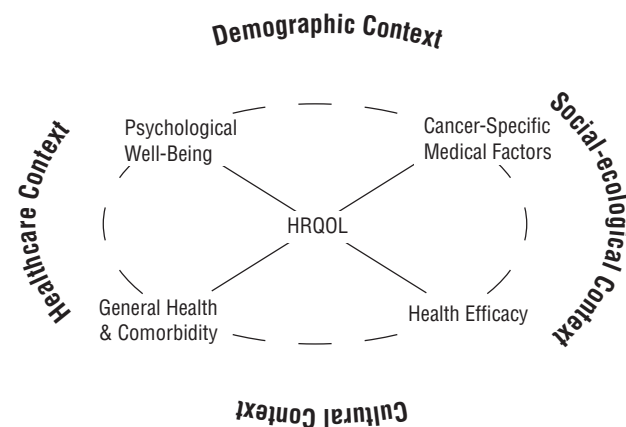 Demographic Context
Psychological
Well-Being
Cancer-Specific
Medical Factors
Healthcare Context
Social-ecological Context
HRQOL
General Health
& Comorbidity
Health Efficacy
Cultural Context